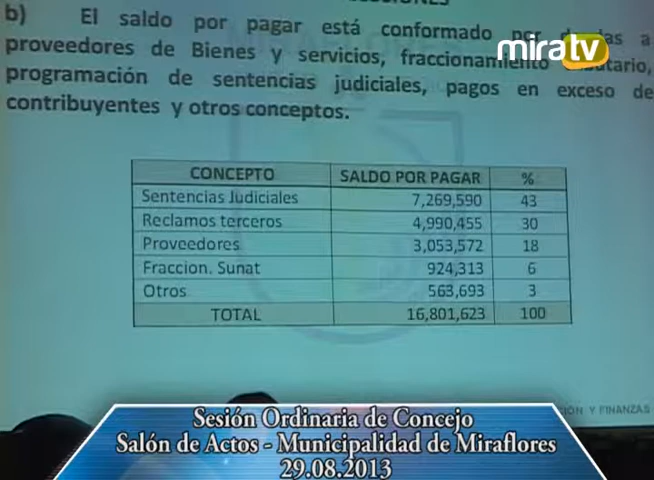 b) El saldo por pagar está conformado por a
proveedores de Bienes y servicios, fraccionamiento
programación de sentencias judiciales, pagos en exceso de
contribuyentes y otros conceptos.
miratv
CONCEPTO SALDO POR PAGAR %
Sentencias Judiciales 7,269,590 43
Reclamos terceros 4,990,455 30
Proveedores 3,053,572 18
Fraccion. Sunat 924,313 6
Otros 563,693 3
TOTAL 16,801,623 100
Y FINANZAS
Sesión Ordinaria de Concejo
Salón de Actos - Municipalidad de Miraflores
29.08.2013